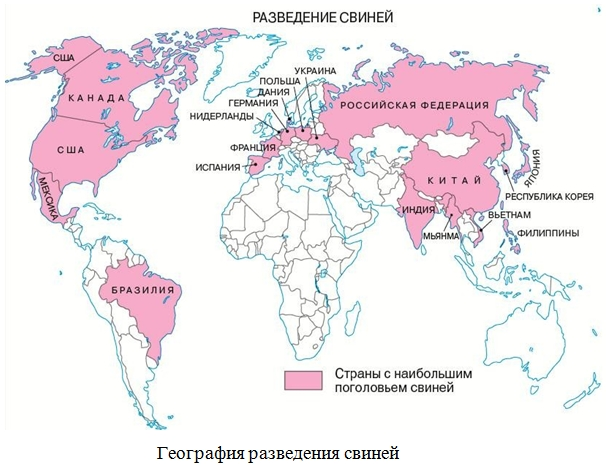 РАЗВЕДЕНИЕ СВИНЕЙ
США
КАНАДА
США
МЕКСИКА
БРАЗИЛИЯ
УКРАИНА
ПОЛЬША
ДАНИЯ
ГЕРМАНИЯ
НИДЕРЛАНДЫ
ФРАНЦИЯ
ИСПАНИЯ
РОССИЙСКАЯ ФЕДЕРАЦИЯ
КИТАЙ
ЯПОНИЯ
РЕСПУБЛИКА КОРЕЯ
ИНДИЯ
ВЬЕТНАМ
МЬЯНМА
ФИЛИППИНЫ
Страны с наибольшим
поголовьем свиней
География разведения свиней